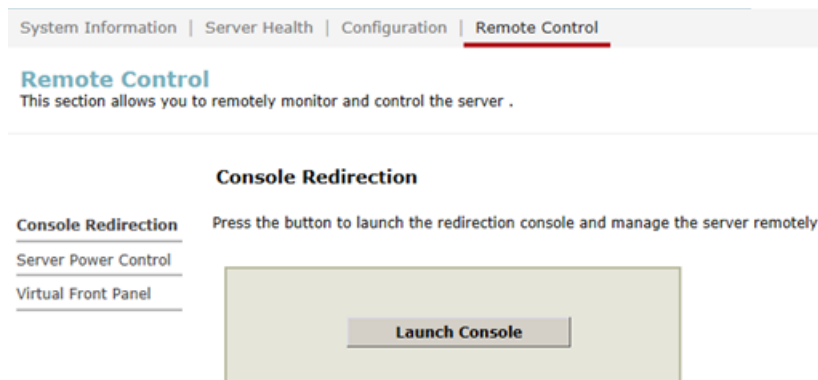 System Information | Server Health | Configuration | Remote Control
Remote Control
This section allows you to remotely monitor and control the server .
Console Redirection
Console Redirection
Press the button to launch the redirection console and manage the server remotely
Server Power Control
Virtual Front Panel
Launch Console